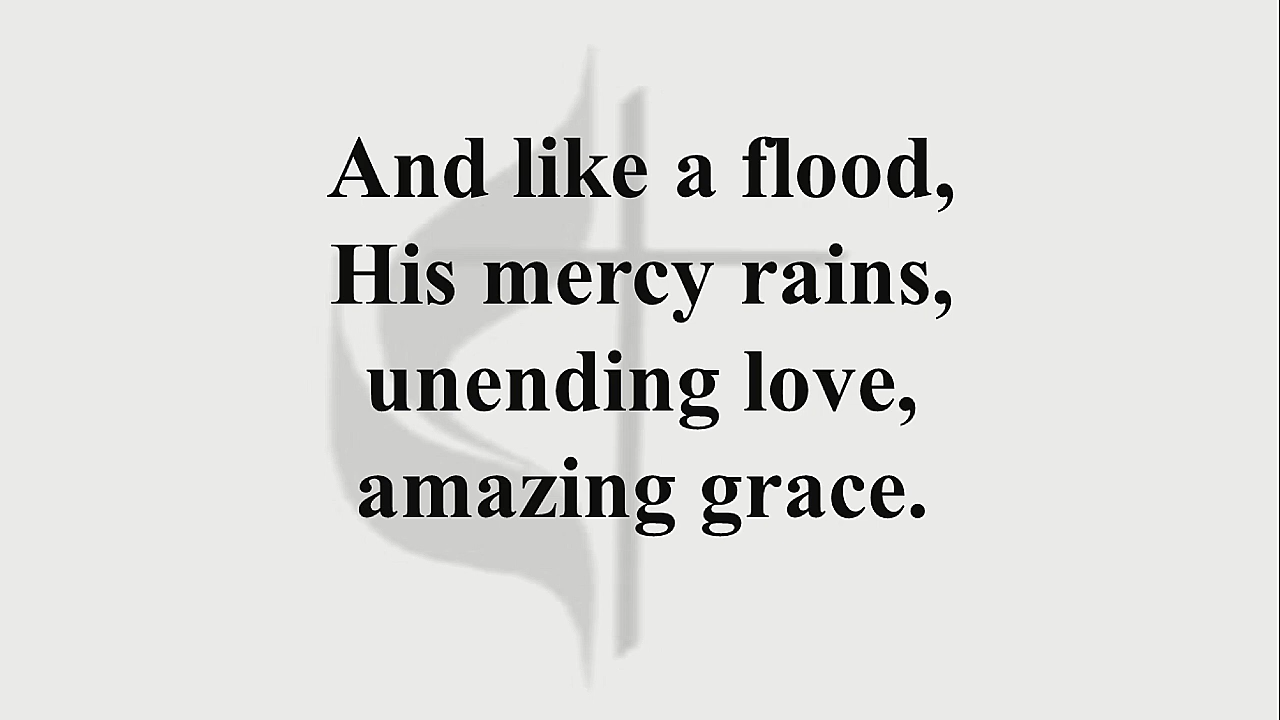 And like a flood,
His mercy rains,
unending love,
amazing grace.